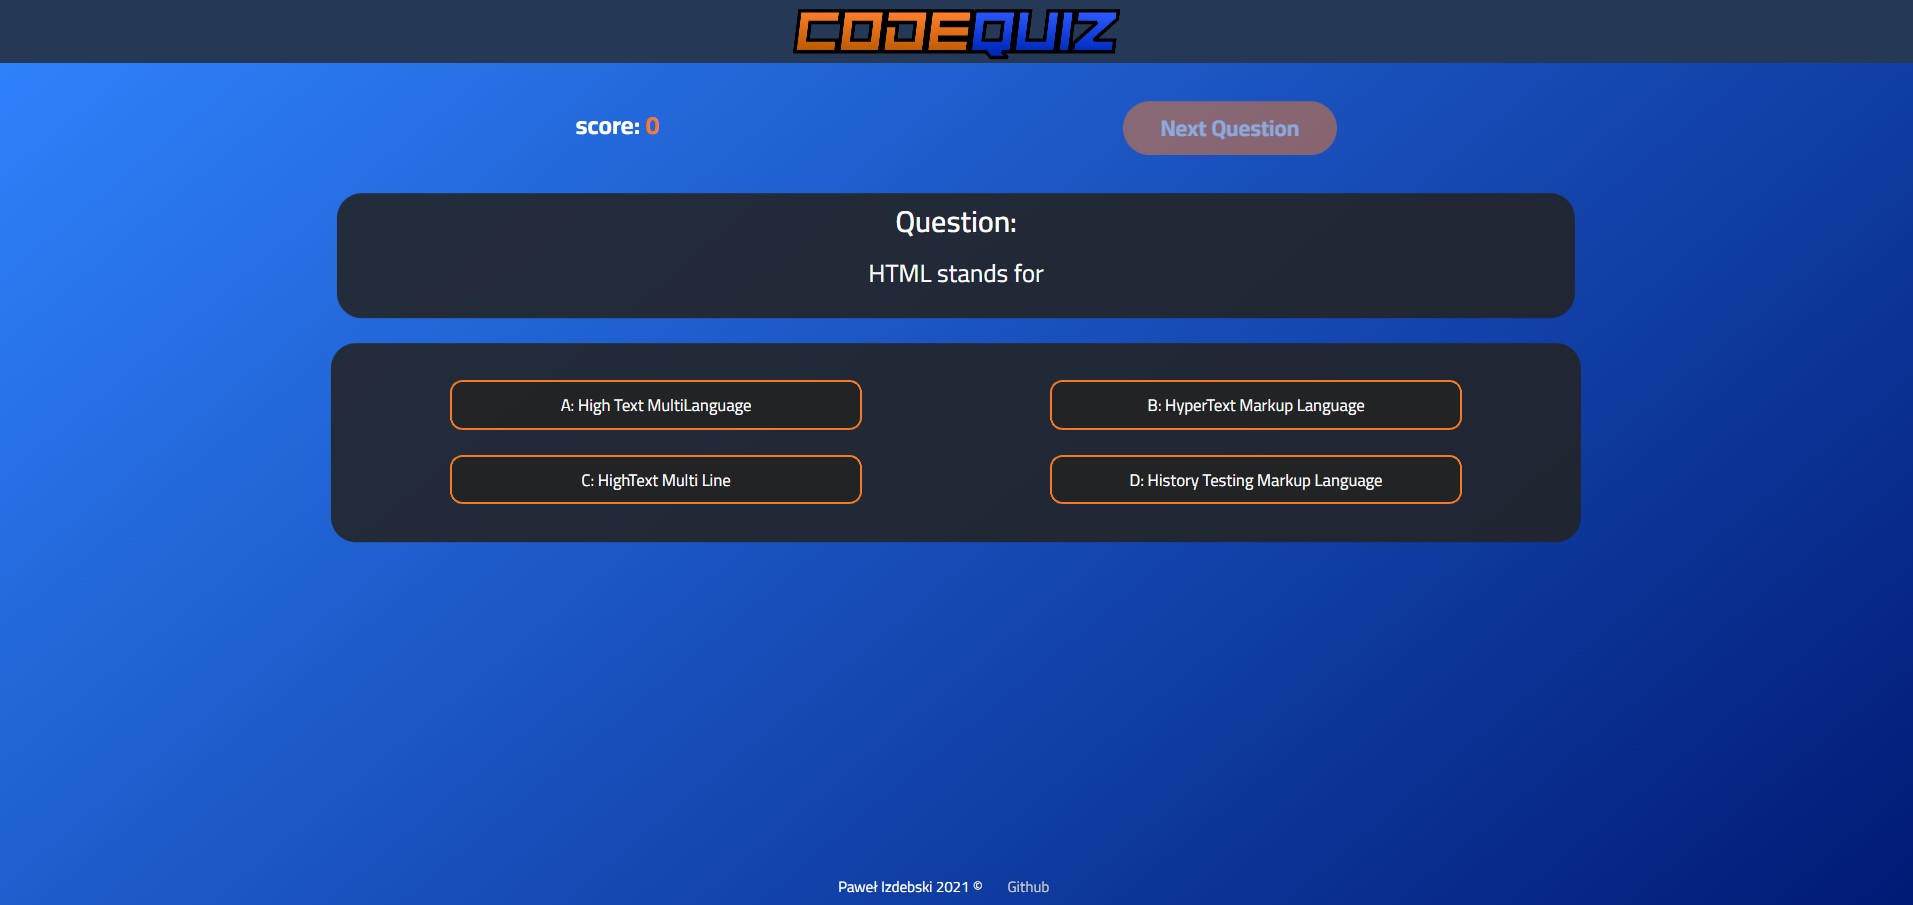 CODEQUIZ
score: 0
Next Question
Question:
HTML stands for
A: High Text MultiLanguage
B: HyperText Markup Language
C: HighText Multi Line
D: History Testing Markup Language
Paweł Izdebski 2021 © Github